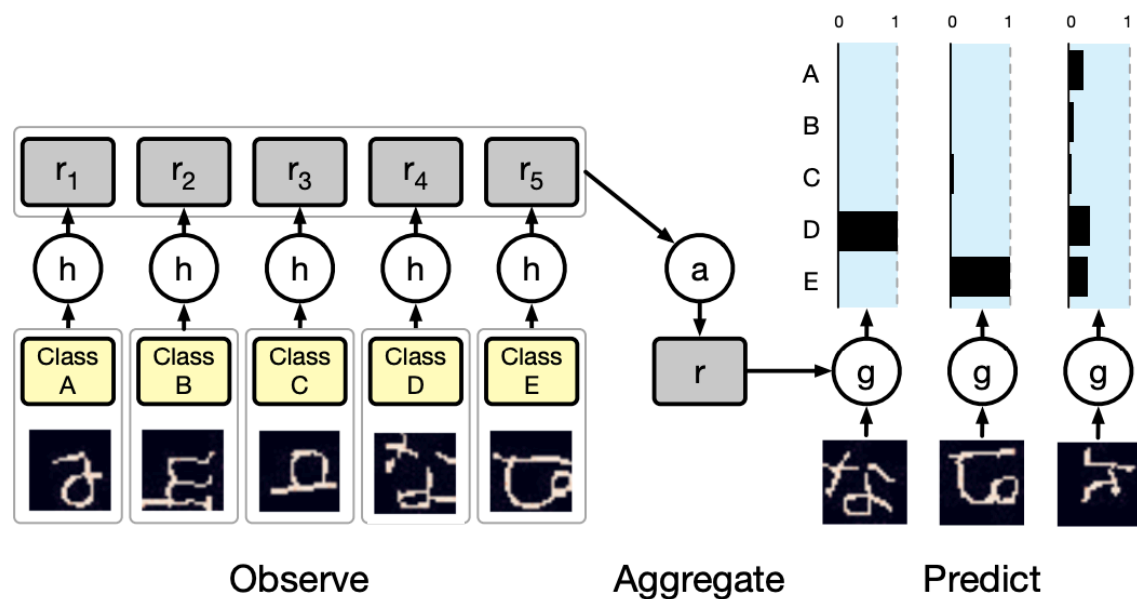 0 1 0 1 0 1
A
B
C
D
E
r1 r2 r3 r4 r5
h h h h h a
Class A Class B Class C Class D Class E
r
g g g
Observe Aggregate Predict